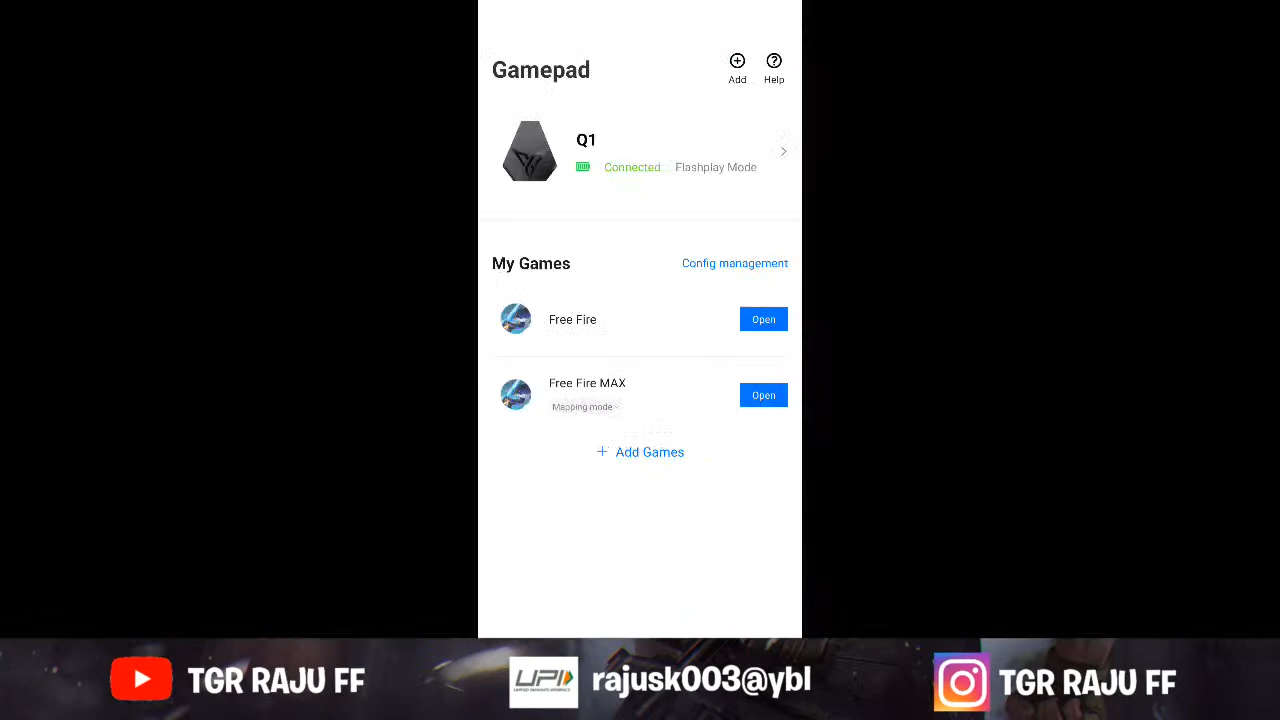 Gamepad
Add
Help
Q1
Connected
Flashplay Mode
My Games
Config management
Free Fire
Open
Free Fire MAX
Mapping mode
Open
+ Add Games
TGR RAJU FF
UPI
rajusk003@ybl
TGR RAJU FF